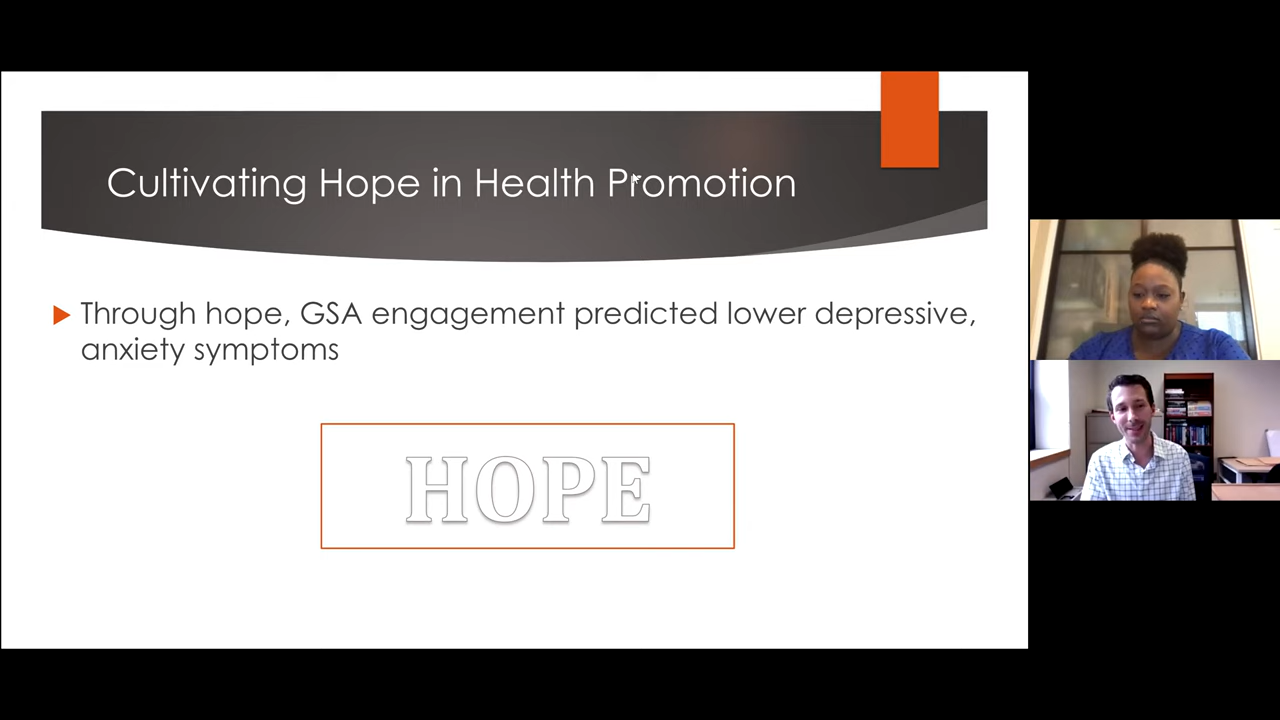 Cultivating Hope in Health Promotion
Through hope, GSA engagement predicted lower depressive,
anxiety symptoms
HOPE